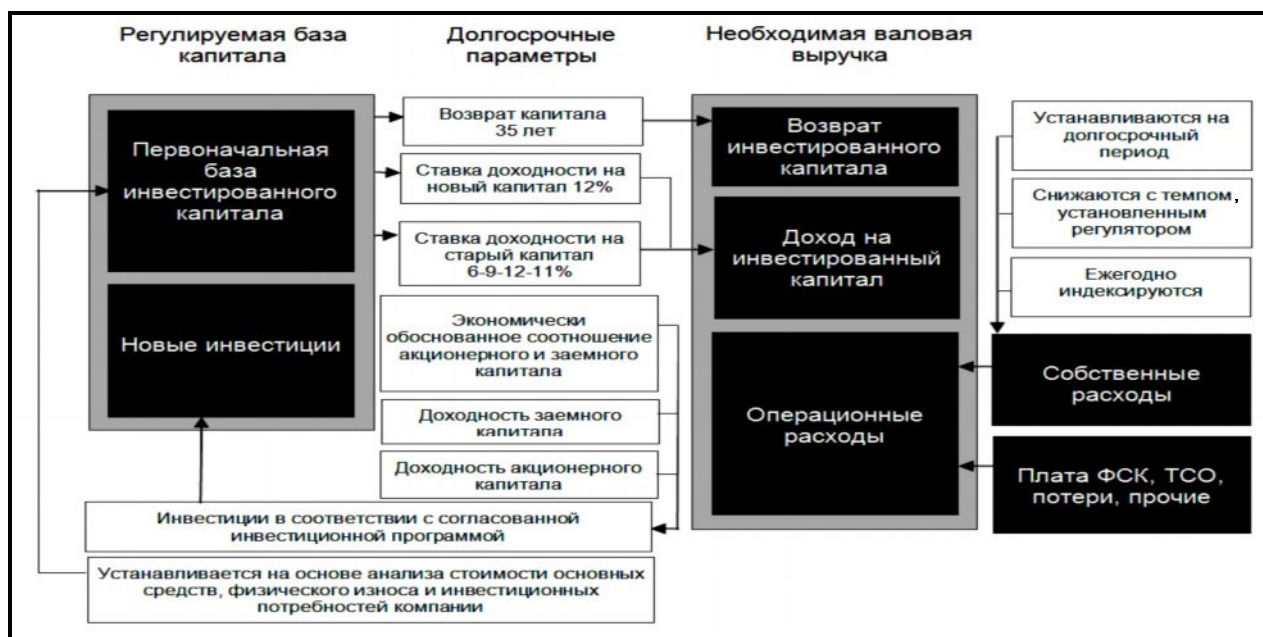 Регулируемая база
капитала
Долгосрочные
параметры
Необходимая валовая
выручка
Первоначальная
база
инвестированного
капитала
Новые инвестиции
Возврат капитала
35 лет
Ставка доходности на
новый капитал 12%
Ставка доходности на
старый капитал
6-9-12-11%
Экономически
обоснованное соотношение
акционерного и заемного
капитала
Доходность заемного
капитапа
Доходность акционерного
капитала
Инвестиции в соответствии с согласованной
инвестиционной программой
Устанавливается на основе анализа стоимости основных
средств, физического износа и инвестиционных
потребностей компании
Возврат
инвестированного
капитала
Доход на
инвестированный
капитал
Операционные
расходы
Устанавливаются на
долгосрочный
период
Снижаются с темпом,
установленным
регулятором
Ежегодно
индексируются
Собственные
расходы
Плата ФСК, ТСО,
потери, прочие